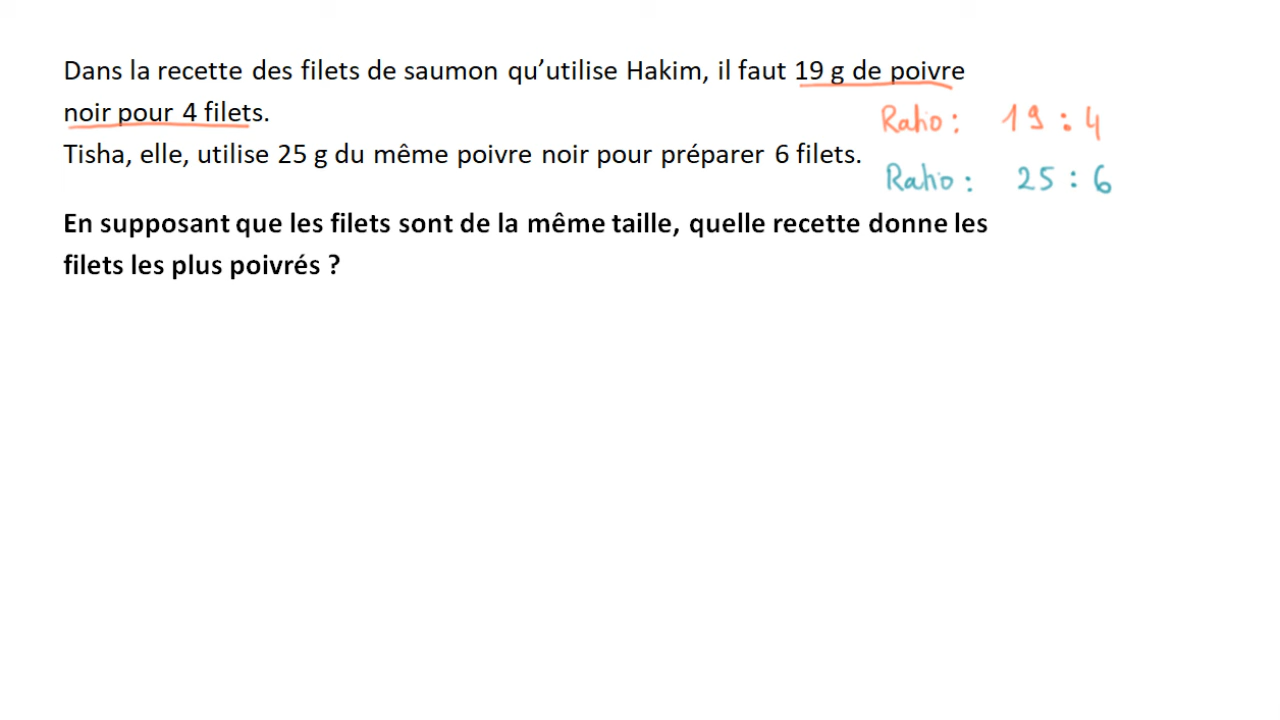 Dans la recette des filets de saumon qu’utilise Hakim, il faut 19 g de poivre
noir pour 4 filets.
Ratio : 19 : 4
Tisha, elle, utilise 25 g du même poivre noir pour préparer 6 filets.
Ratio : 25 : 6
En supposant que les filets sont de la même taille, quelle recette donne les
filets les plus poivrés ?